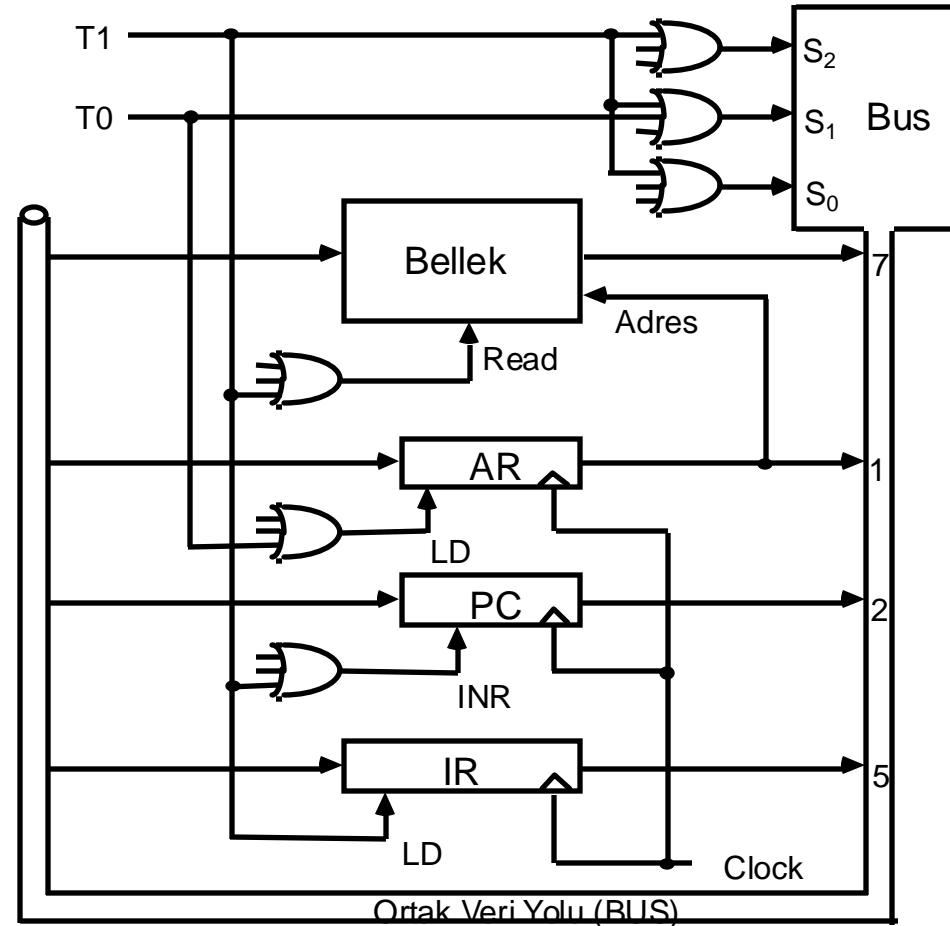 T1
S₂
T0
S₁
Bus
S₀
Bellek
7
Adres
Read
AR
1
LD
PC
2
INR
IR
5
LD
Clock
Ortak Veri Yolu (BUS)